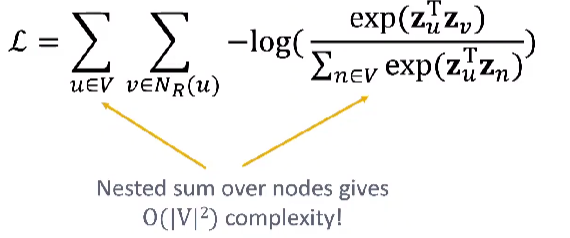 ℒ = ∑_{u∈V} ∑_{v∈N_R(u)} -log( exp(𝐳_u^T 𝐳_v) / ∑_{n∈V} exp(𝐳_u^T 𝐳_n) )
Nested sum over nodes gives
O(|V|²) complexity!